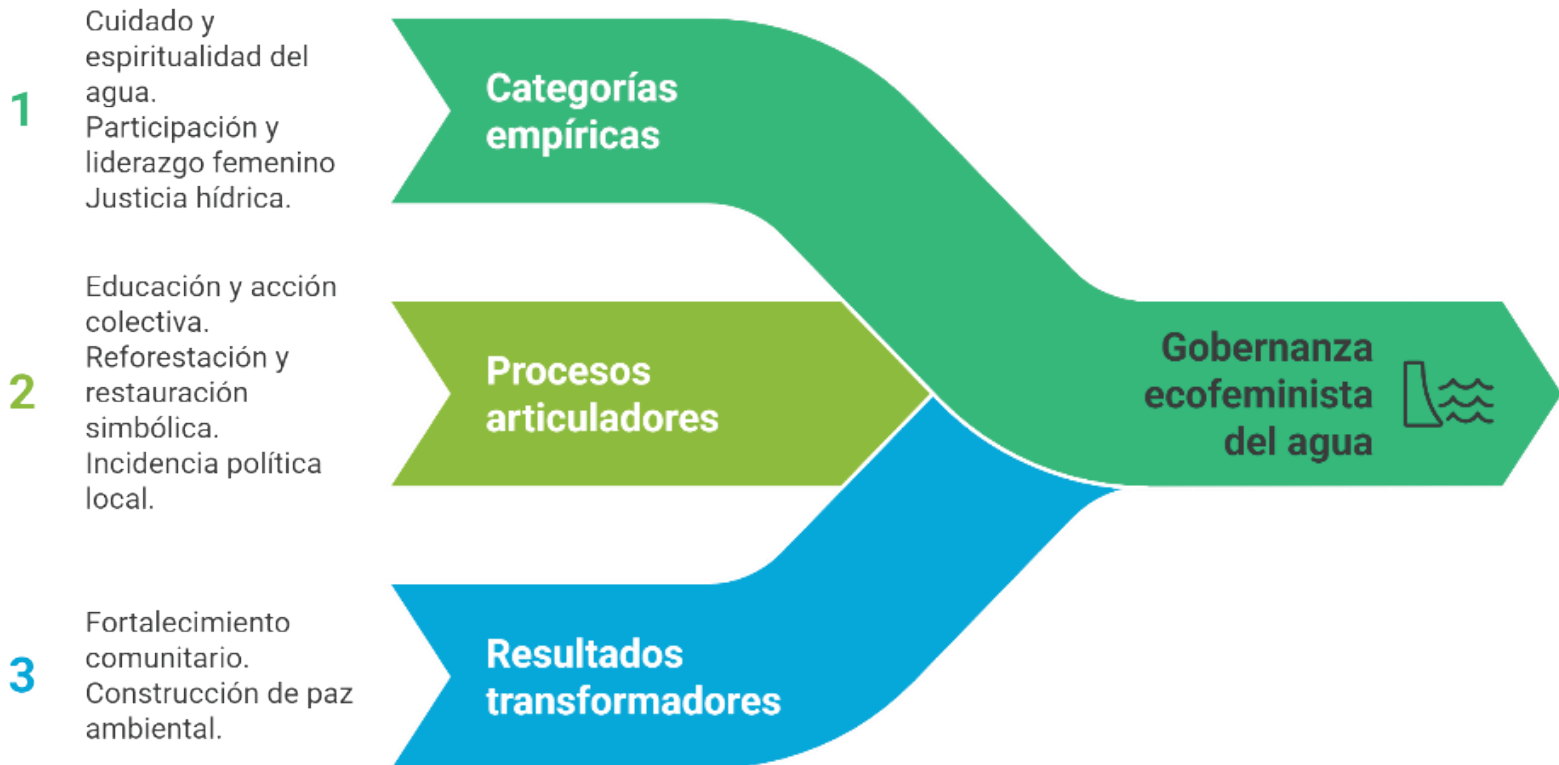 1
Cuidado y
espiritualidad del
agua.
Participación y
liderazgo femenino
Justicia hídrica.
Categorías
empíricas
2
Educación y acción
colectiva.
Reforestación y
restauración
simbólica.
Incidencia política
local.
Procesos
articuladores
3
Fortalecimiento
comunitario.
Construcción de paz
ambiental.
Resultados
transformadores
Gobernanza
ecofeminista
del agua